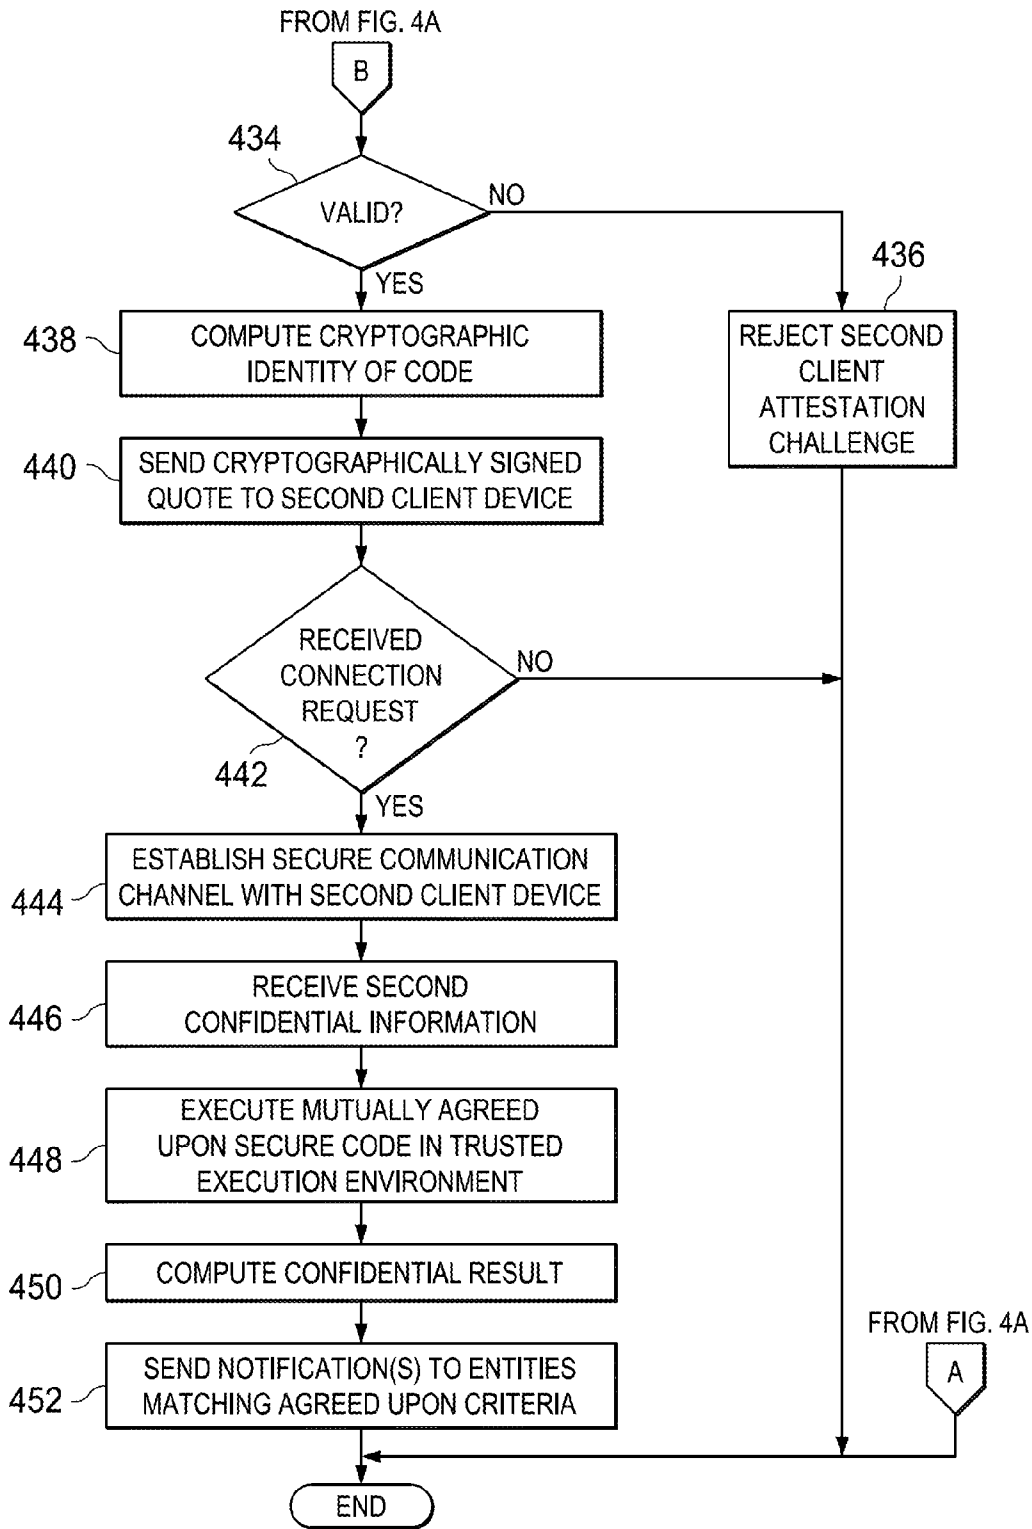 FROM FIG. 4A
B
434
VALID?
NO
YES
436
438
COMPUTE CRYPTOGRAPHIC
IDENTITY OF CODE
REJECT SECOND
CLIENT
ATTESTATION
CHALLENGE
440
SEND CRYPTOGRAPHICALLY SIGNED
QUOTE TO SECOND CLIENT DEVICE
RECEIVED
CONNECTION
REQUEST
?
NO
442
YES
444
ESTABLISH SECURE COMMUNICATION
CHANNEL WITH SECOND CLIENT DEVICE
446
RECEIVE SECOND
CONFIDENTIAL INFORMATION
448
EXECUTE MUTUALLY AGREED
UPON SECURE CODE IN TRUSTED
EXECUTION ENVIRONMENT
450
COMPUTE CONFIDENTIAL RESULT
FROM FIG. 4A
A
452
SEND NOTIFICATION(S) TO ENTITIES
MATCHING AGREED UPON CRITERIA
END